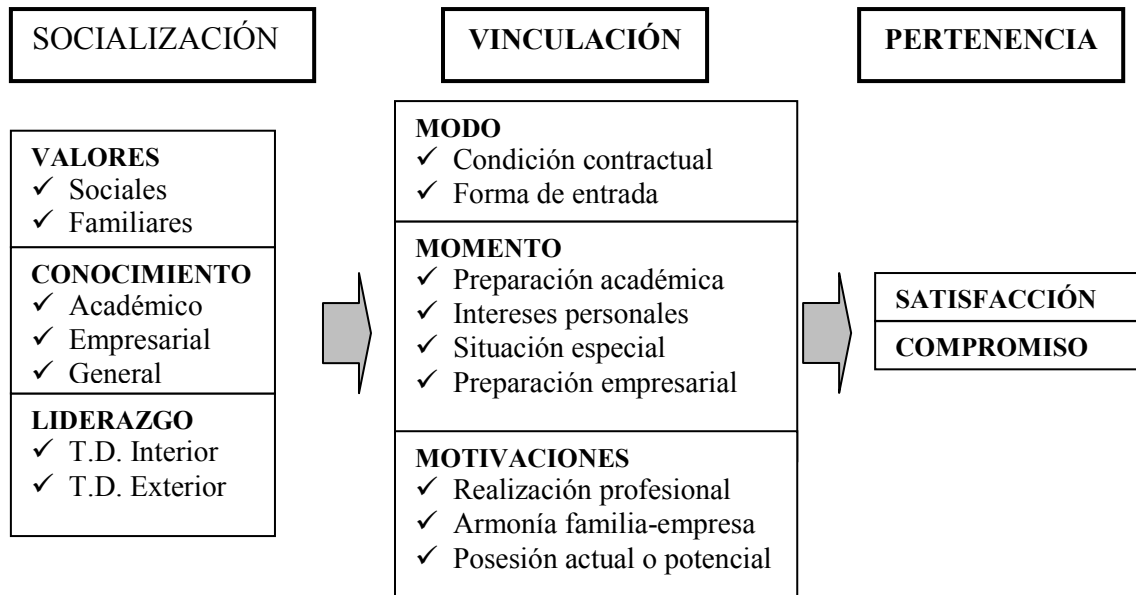 SOCIALIZACIÓN
VINCULACIÓN
PERTENENCIA
VALORES
✓ Sociales
✓ Familiares
CONOCIMIENTO
✓ Académico
✓ Empresarial
✓ General
LIDERAZGO
✓ T.D. Interior
✓ T.D. Exterior
MODO
✓ Condición contractual
✓ Forma de entrada
MOMENTO
✓ Preparación académica
✓ Intereses personales
✓ Situación especial
✓ Preparación empresarial
MOTIVACIONES
✓ Realización profesional
✓ Armonía familia-empresa
✓ Posesión actual o potencial
SATISFACCIÓN
COMPROMISO